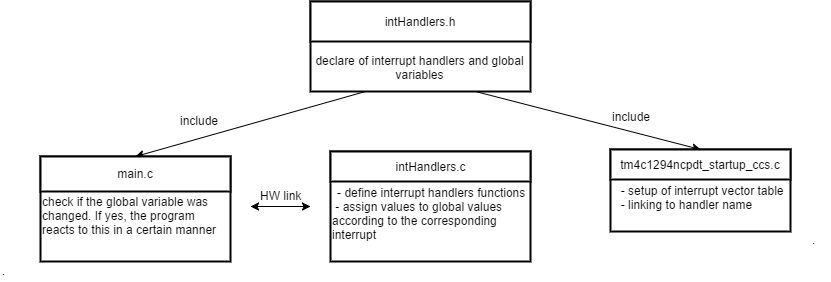 intHandlers.h
declare of interrupt handlers and global
variables
include
include
main.c
check if the global variable was
changed. If yes, the program
reacts to this in a certain manner
HW link
intHandlers.c
- define interrupt handlers functions
- assign values to global values
according to the corresponding
interrupt
tm4c1294ncpdt_startup_ccs.c
- setup of interrupt vector table
- linking to handler name